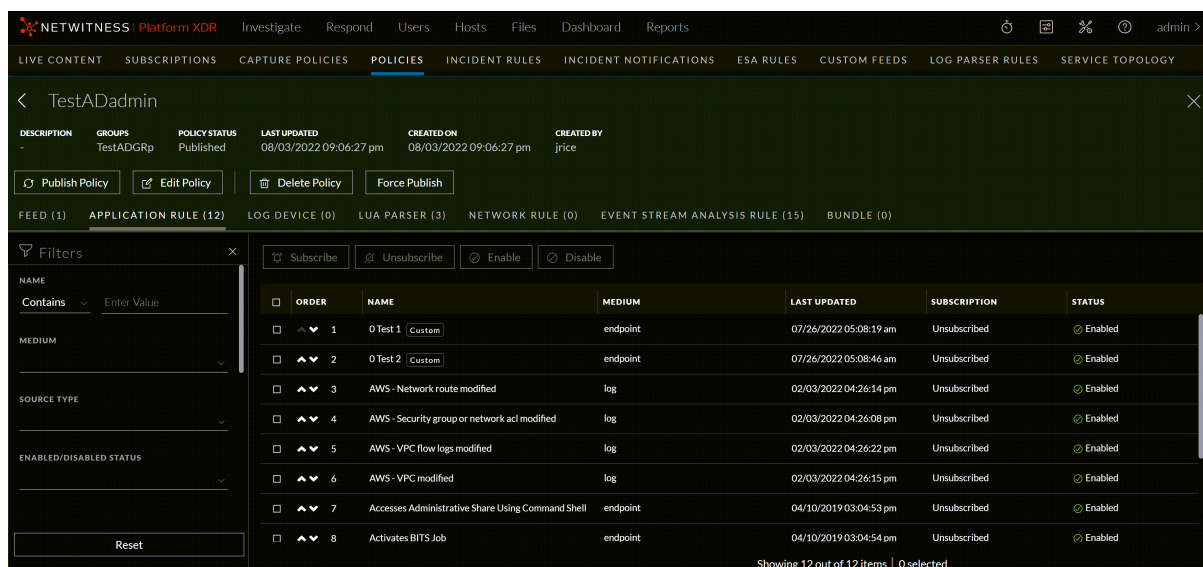 NETWITNESS Platform XDR Investigate Respond Users Hosts Files Dashboard Reports admin >
LIVE CONTENT SUBSCRIPTIONS CAPTURE POLICIES POLICIES INCIDENT RULES INCIDENT NOTIFICATIONS ESA RULES CUSTOM FEEDS LOG PARSER RULES SERVICE TOPOLOGY
TestADadmin
DESCRIPTION GROUPS POLICY STATUS LAST UPDATED CREATED ON CREATED BY
- TestADGRp Published 08/03/2022 09:06:27 pm 08/03/2022 09:06:27 pm jrice
Publish Policy Edit Policy Delete Policy Force Publish
FEED (1) APPLICATION RULE (12) LOG DEVICE (0) LUA PARSER (3) NETWORK RULE (0) EVENT STREAM ANALYSIS RULE (15) BUNDLE (0)
Filters
NAME
Contains Enter Value
MEDIUM
SOURCE TYPE
ENABLED/DISABLED STATUS
Reset
Subscribe Unsubscribe Enable Disable
ORDER NAME MEDIUM LAST UPDATED SUBSCRIPTION STATUS
1 0 Test 1 Custom endpoint 07/26/2022 05:08:19 am Unsubscribed Enabled
2 0 Test 2 Custom endpoint 07/26/2022 05:08:46 am Unsubscribed Enabled
3 AWS - Network route modified log 02/03/2022 04:26:14 pm Unsubscribed Enabled
4 AWS - Security group or network acl modified log 02/03/2022 04:26:08 pm Unsubscribed Enabled
5 AWS - VPC flow logs modified log 02/03/2022 04:26:22 pm Unsubscribed Enabled
6 AWS - VPC modified log 02/03/2022 04:26:15 pm Unsubscribed Enabled
7 Accesses Administrative Share Using Command Shell endpoint 04/10/2019 03:04:53 pm Unsubscribed Enabled
8 Activates BITS Job endpoint 04/10/2019 03:04:54 pm Unsubscribed Enabled
Showing 12 out of 12 items | 0 selected